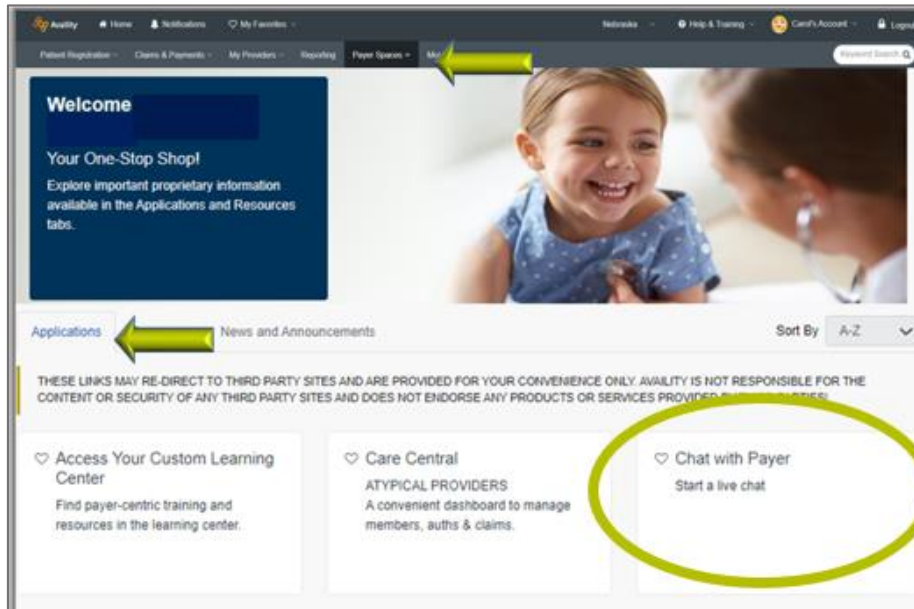 Availity Home Notifications My Favorites Nebraska Help & Training Carol's Account Logout
Patient Registration Claims & Payments My Providers Reporting Payer Spaces Keyword Search
Welcome
Your One-Stop Shop!
Explore important proprietary information
available in the Applications and Resources
tabs.
Applications News and Announcements Sort By A-Z
THESE LINKS MAY RE-DIRECT TO THIRD PARTY SITES AND ARE PROVIDED FOR YOUR CONVENIENCE ONLY. AVAILITY IS NOT RESPONSIBLE FOR THE
CONTENT OR SECURITY OF ANY THIRD PARTY SITES AND DOES NOT ENDORSE ANY PRODUCTS OR SERVICES PROVIDED
Access Your Custom Learning
Center
Find payer-centric training and
resources in the learning center.
Care Central
ATYPICAL PROVIDERS
A convenient dashboard to manage
members, auths & claims.
Chat with Payer
Start a live chat